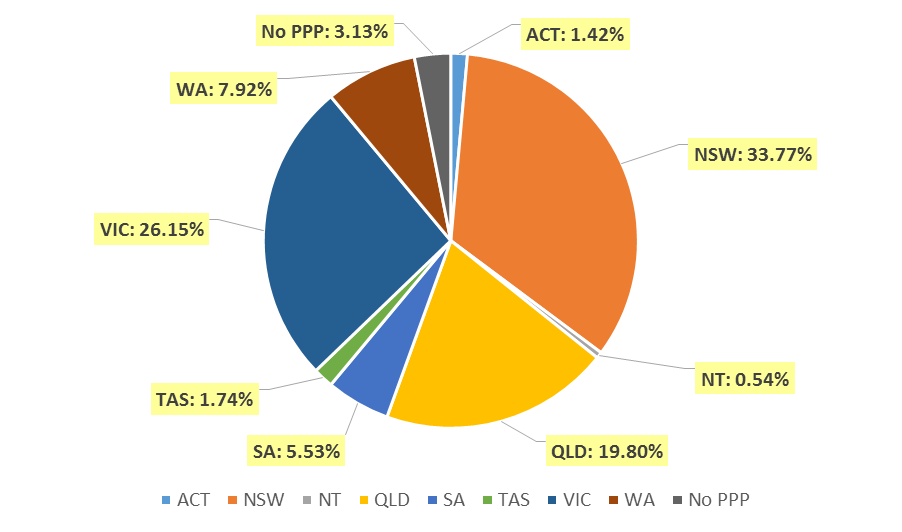 No PPP: 3.13%
ACT: 1.42%
WA: 7.92%
NSW: 33.77%
VIC: 26.15%
NT: 0.54%
TAS: 1.74%
SA: 5.53%
QLD: 19.80%
ACT NSW NT QLD SA TAS VIC WA No PPP